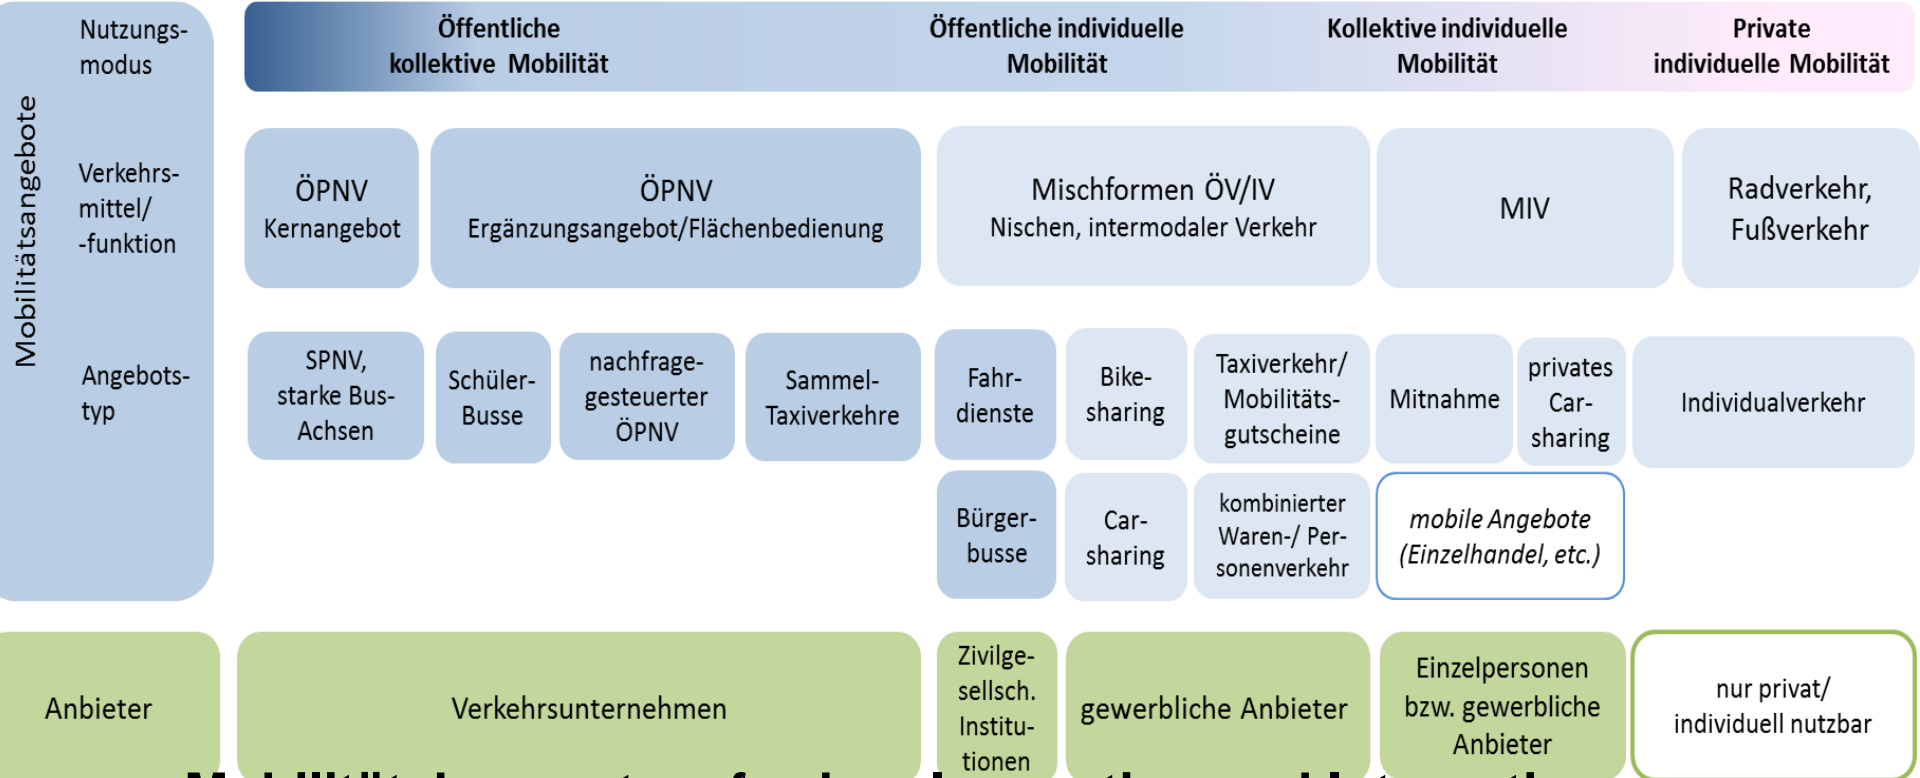 Mobilitätsangebote
Nutzungs-
modus
Öffentliche
kollektive Mobilität
Öffentliche individuelle
Mobilität
Kollektive individuelle
Mobilität
Private
individuelle Mobilität
Verkehrs-
mittel/
-funktion
ÖPNV
Kernangebot
ÖPNV
Ergänzungsangebot/Flächenbedienung
Mischformen ÖV/IV
Nischen, intermodaler Verkehr
MIV
Radverkehr,
Fußverkehr
Angebots-
typ
SPNV,
starke Bus-
Achsen
Schüler-
Busse
nachfrage-
gesteuerter
ÖPNV
Sammel-
Taxiverkehre
Fahr-
dienste
Bike-
sharing
Taxiverkehr/
Mobilitäts-
gutscheine
Mitnahme
privates
Car-
sharing
Individualverkehr
Bürger-
busse
Car-
sharing
kombinierter
Waren-/ Per-
sonenverkehr
mobile Angebote
(Einzelhandel, etc.)
Anbieter
Verkehrsunternehmen
Zivilge-
sellsch.
Institu-
tionen
gewerbliche Anbieter
Einzelpersonen
bzw. gewerbliche
Anbieter
nur privat/
individuell nutzbar